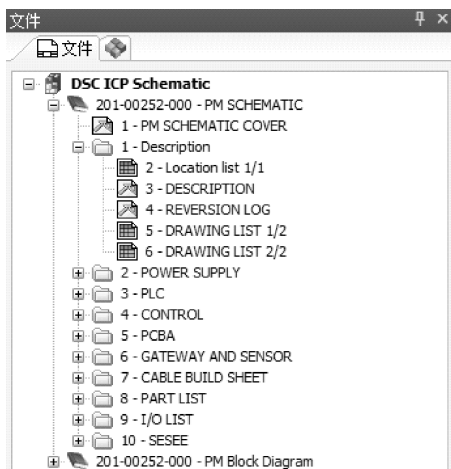 文件
文件
DSC ICP Schematic
201-00252-000 - PM SCHEMATIC
1 - PM SCHEMATIC COVER
1 - Description
2 - Location list 1/1
3 - DESCRIPTION
4 - REVERSION LOG
5 - DRAWING LIST 1/2
6 - DRAWING LIST 2/2
2 - POWER SUPPLY
3 - PLC
4 - CONTROL
5 - PCBA
6 - GATEWAY AND SENSOR
7 - CABLE BUILD SHEET
8 - PART LIST
9 - I/O LIST
10 - SESEE
201-00252-000 - PM Block Diagram